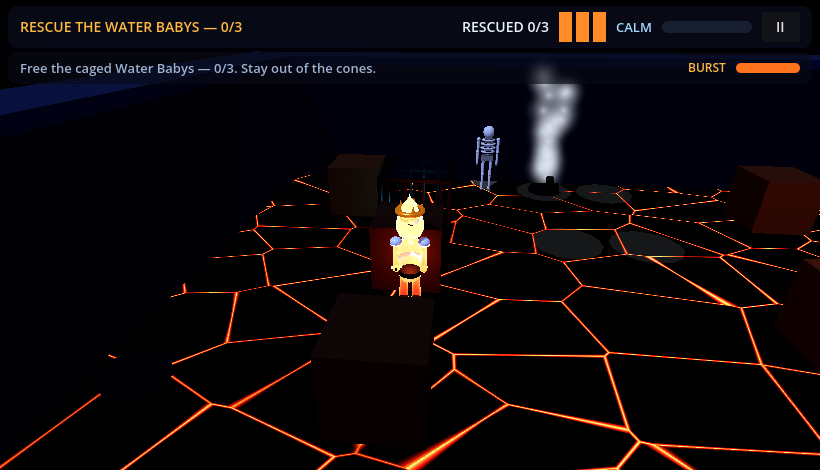 RESCUE THE WATER BABYS — 0/3
RESCUED 0/3
CALM
Free the caged Water Babys — 0/3. Stay out of the cones.
BURST